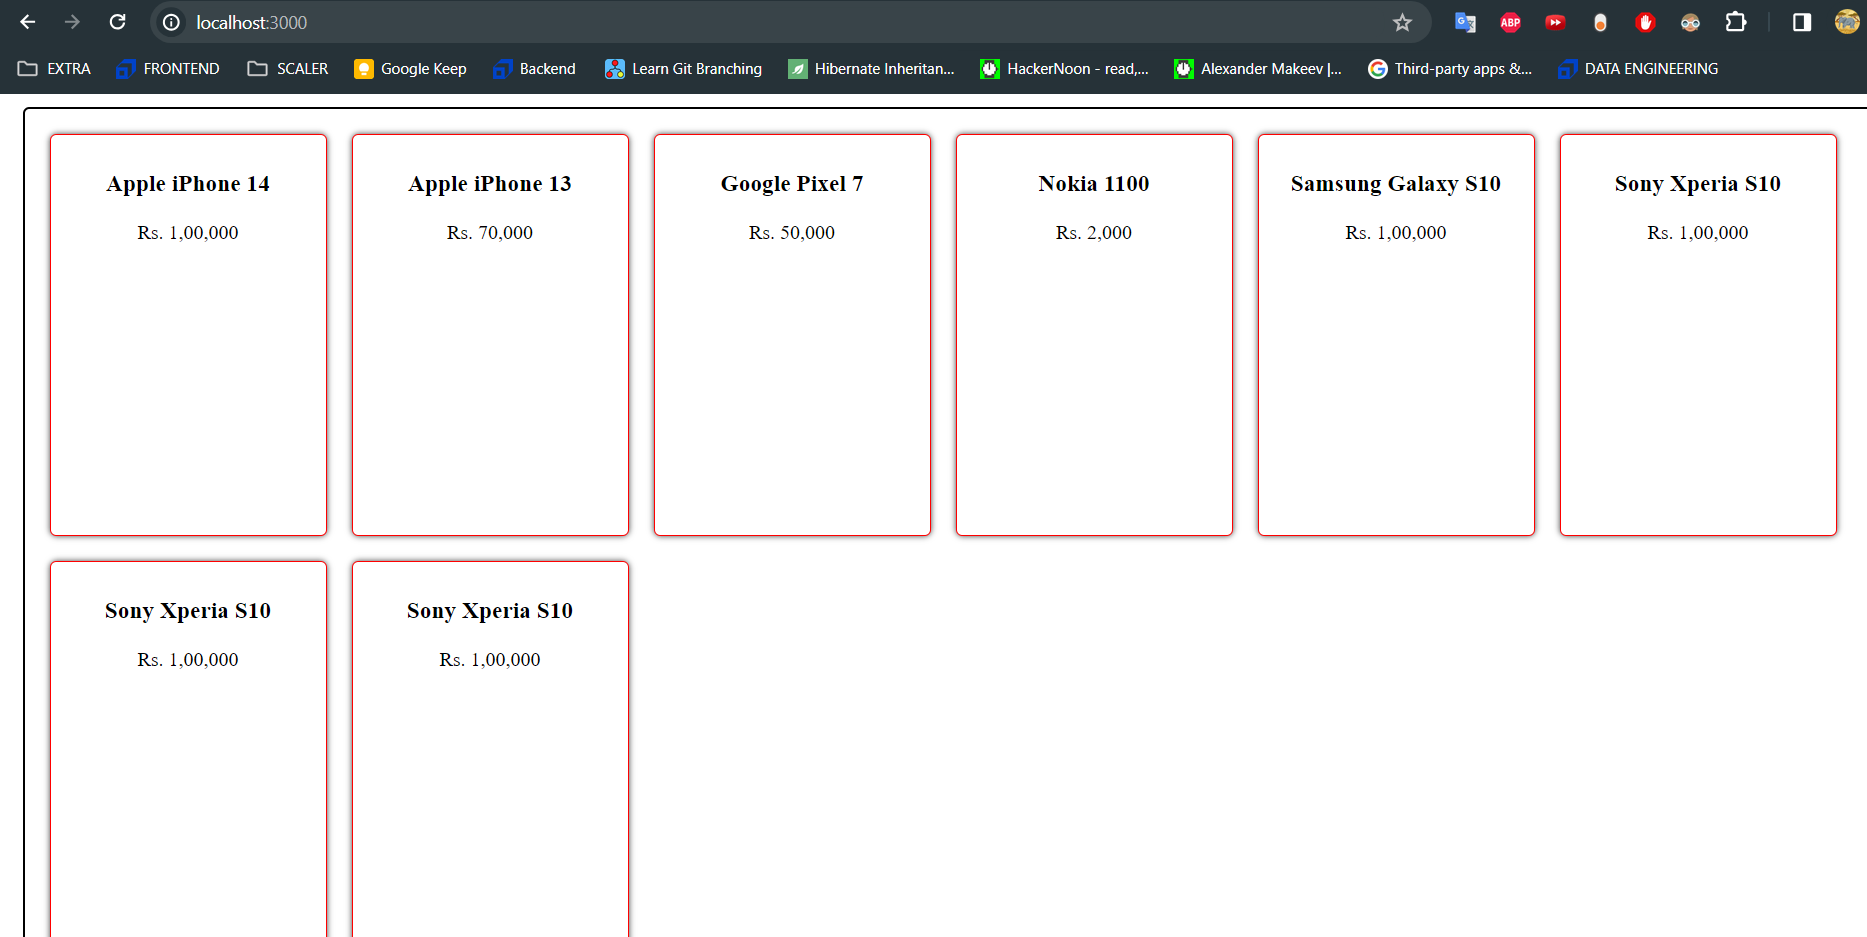 localhost:3000
ABP
EXTRA FRONTEND SCALER Google Keep Backend Learn Git Branching Hibernate Inheritan... HackerNoon - read,... Alexander Makeev |... Third-party apps &... DATA ENGINEERING
Apple iPhone 14 Apple iPhone 13 Google Pixel 7 Nokia 1100 Samsung Galaxy S10 Sony Xperia S10
Rs. 1,00,000 Rs. 70,000 Rs. 50,000 Rs. 2,000 Rs. 1,00,000 Rs. 1,00,000
Sony Xperia S10 Sony Xperia S10
Rs. 1,00,000 Rs. 1,00,000